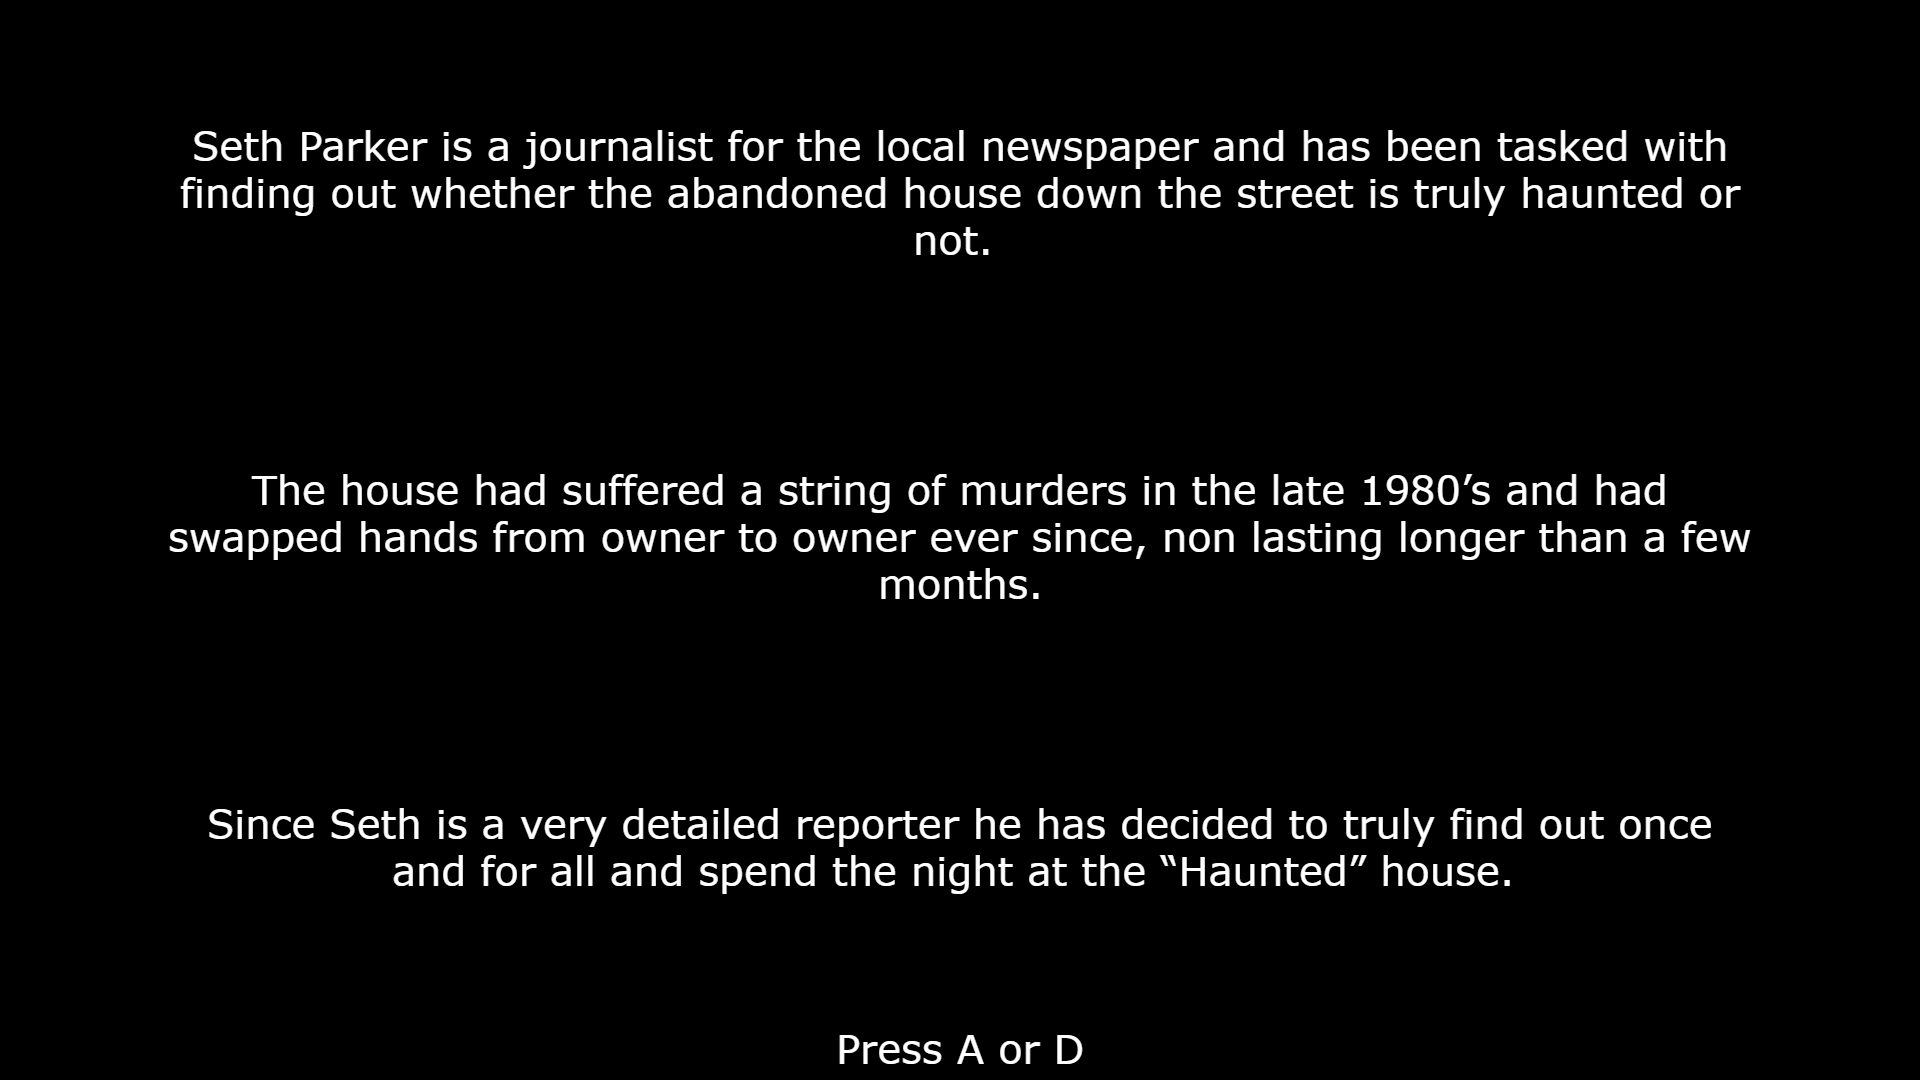 Seth Parker is a journalist for the local newspaper and has been tasked with
finding out whether the abandoned house down the street is truly haunted or
not.
The house had suffered a string of murders in the late 1980’s and had
swapped hands from owner to owner ever since, non lasting longer than a few
months.
Since Seth is a very detailed reporter he has decided to truly find out once
and for all and spend the night at the “Haunted” house.
Press A or D